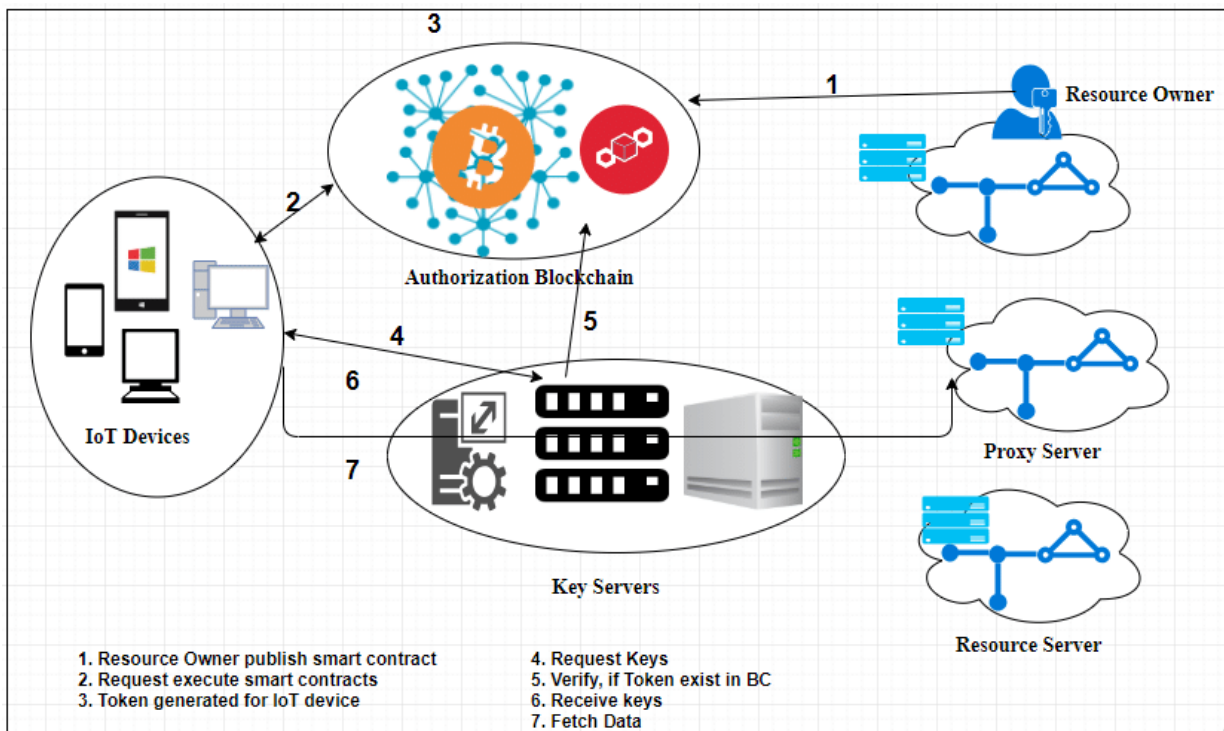 3
1
Resource Owner
2
Authorization Blockchain
5
4
6
IoT Devices
Proxy Server
7
Key Servers
Resource Server
1. Resource Owner publish smart contract
2. Request execute smart contracts
3. Token generated for IoT device
4. Request Keys
5. Verify, if Token exist in BC
6. Receive keys
7. Fetch Data